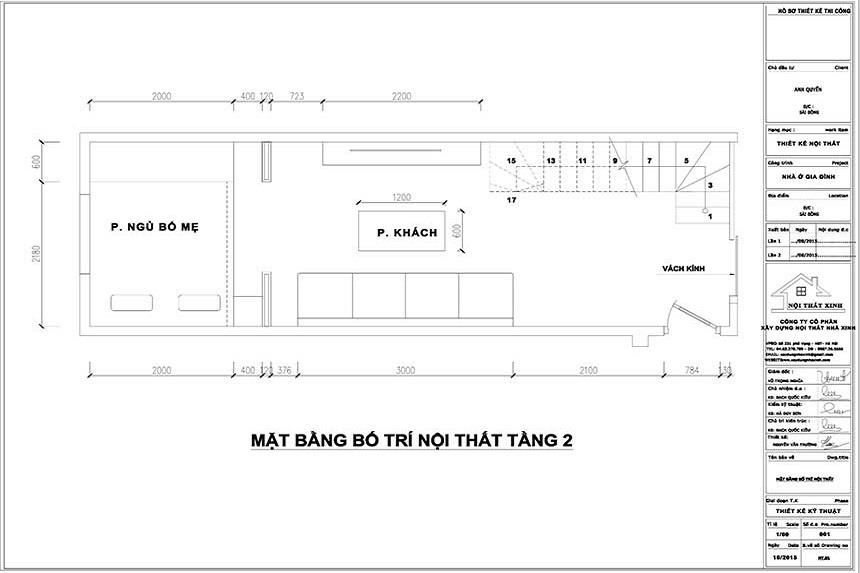 2000
400
120
723
2200
600
2180
P. NGỦ BỐ MẸ
1200
600
P. KHÁCH
15
13
11
9
7
5
3
1
17
VÁCH KÍNH
2000
400
120
376
3000
2100
784
130
MẶT BẰNG BỐ TRÍ NỘI THẤT TẦNG 2
HỒ SƠ THIẾT KẾ THI CÔNG
Chủ đầu tư Client
ANH QUYỀN
Đ/C :
SÀI ĐỒNG
Hạng mục : work item
THIẾT KẾ NỘI THẤT
Công trình Project
NHÀ Ở GIA ĐÌNH
Địa điểm Location
Đ/C :
SÀI ĐỒNG
Xuất bản Ngày Nội dung đ.c
Lần 1 .../08/2015
Lần 2 .../08/2015
NỘI THẤT XINH
CÔNG TY CỔ PHẦN
XÂY DỰNG NỘI THẤT NHÀ XINH
Giám đốc :
VÕ TRỌNG NGHĨA
Chủ nhiệm đ.a :
KS: BẠCH QUỐC KIỀU
Kiểm kỹ thuật:
KS: HÀ DUY SƠN
Chủ trì kiến trúc :
KS: BẠCH QUỐC KIỀU
Thiết kế:
NGUYỄN VĂN TRƯỜNG
Tên bản vẽ Dwg.title
MẶT BẰNG BỐ TRÍ NỘI THẤT
Giai đoạn T.K Phase
THIẾT KẾ KỸ THUẬT
Tỉ lệ Scale Số đ.a Pro.number
1/50 001
Ngày Date B.vẽ số Drawing no
10/2015